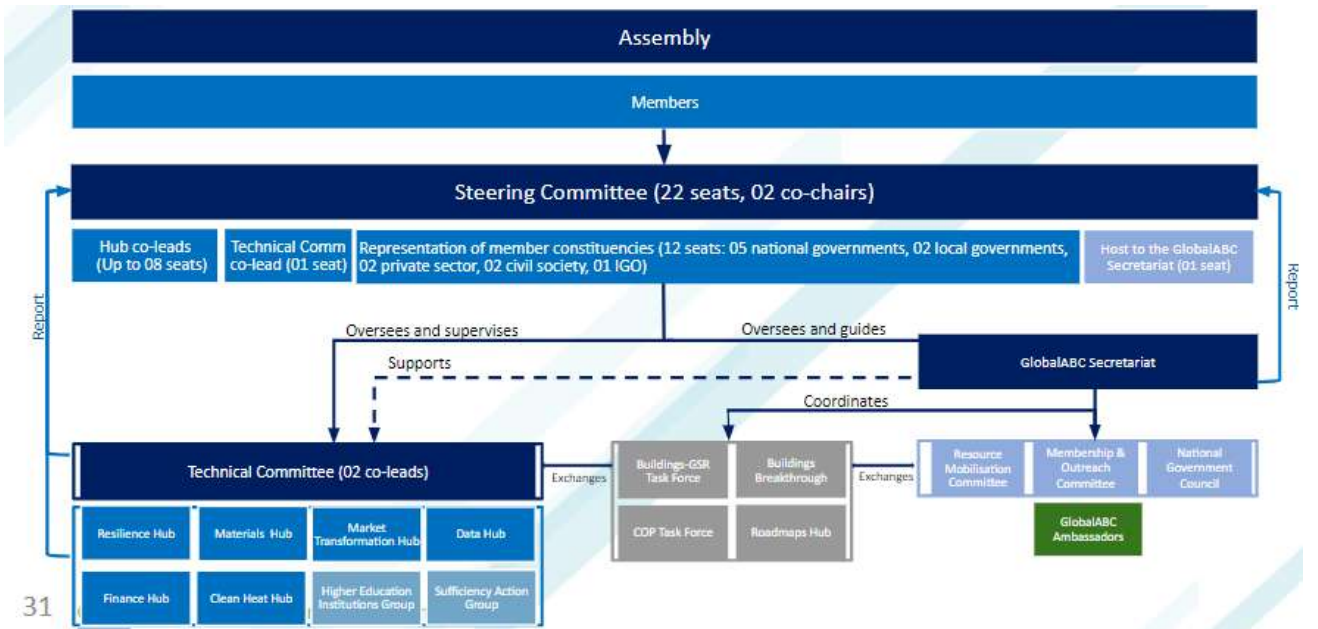 Assembly
Members
Steering Committee (22 seats, 02 co-chairs)
Hub co-leads
(Up to 08 seats)
Technical Comm
co-lead (01 seat)
Representation of member constituencies (12 seats: 05 national governments, 02 local governments,
02 private sector, 02 civil society, 01 IGO)
Host to the GlobalABC
Secretariat (01 seat)
Report
Report
Oversees and supervises
Oversees and guides
Supports
GlobalABC Secretariat
Coordinates
Technical Committee (02 co-leads)
Exchanges
Buildings-GSR
Task Force
Buildings
Breakthrough
Exchanges
Resource
Mobilisation
Committee
Membership &
Outreach
Committee
National
Government
Council
Resilience Hub
Materials Hub
Market
Transformation Hub
Data Hub
COP Task Force
Roadmaps Hub
GlobalABC
Ambassadors
Finance Hub
Clean Heat Hub
Higher Education
Institutions Group
Sufficiency Action
Group
31